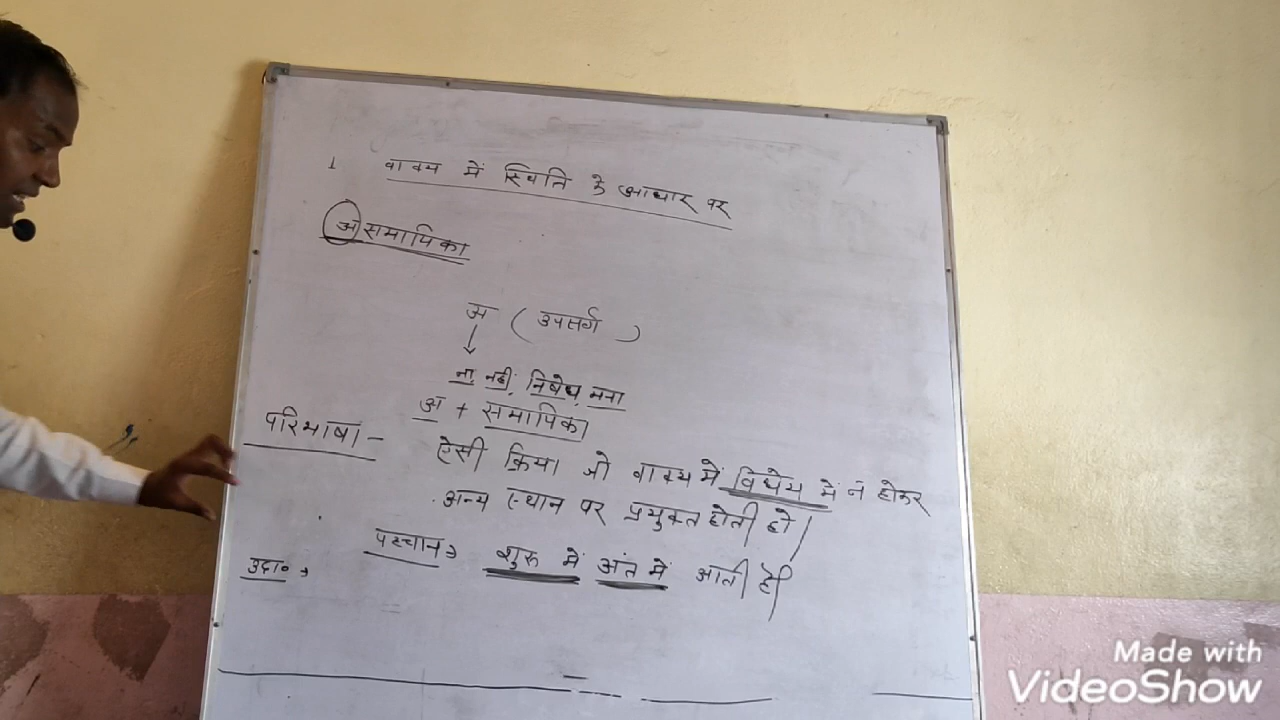 1 वाक्य में स्थिति के आधार पर
असमापिका
अ ( उपसर्ग )
ना, नहीं, निषेध, मना
अ + समापिका
परिभाषा -
ऐसी क्रिया जो वाक्य में विधेय में न होकर
अन्य स्थान पर प्रयुक्त होती हो।
पहचान→ शुरु में अंत में आती है।
उदा०→
Made with
VideoShow